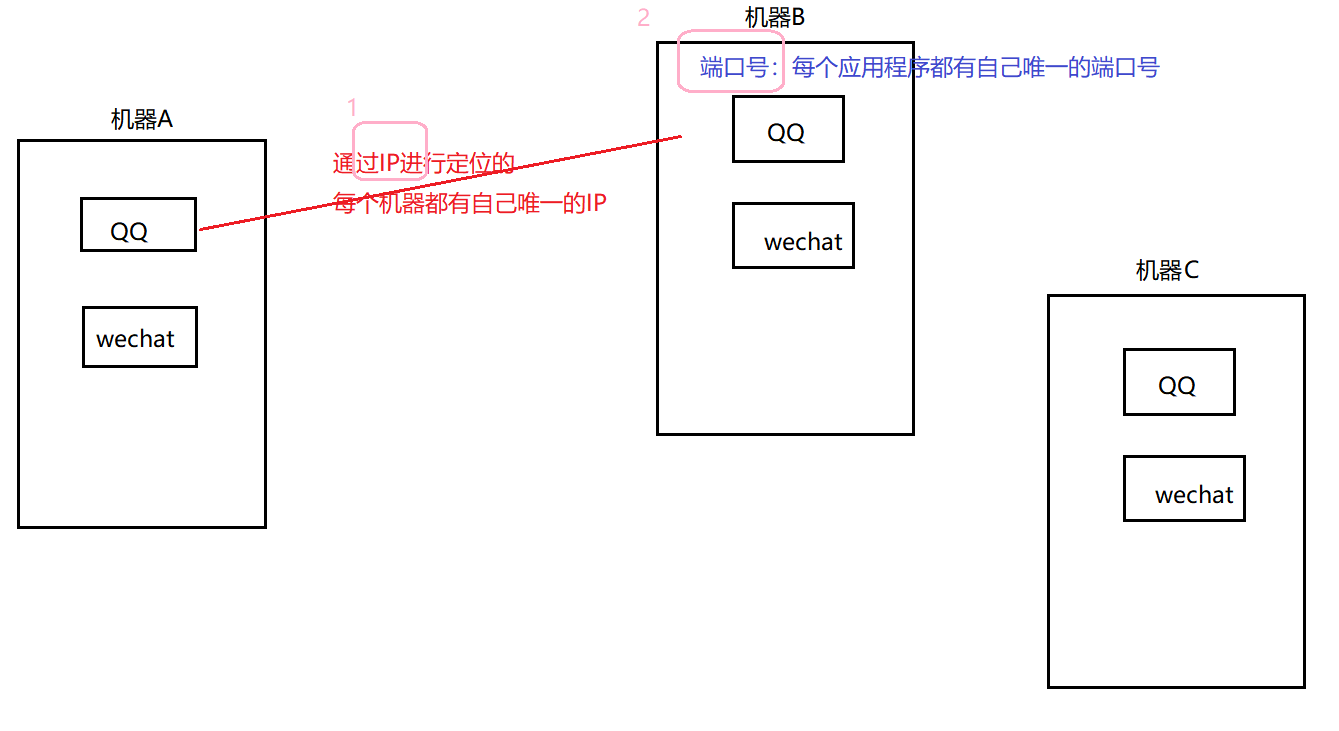 机器A
QQ
wechat
1
通过IP进行定位的
每个机器都有自己唯一的IP
2
机器B
端口号：每个应用程序都有自己唯一的端口号
QQ
wechat
机器C
QQ
wechat